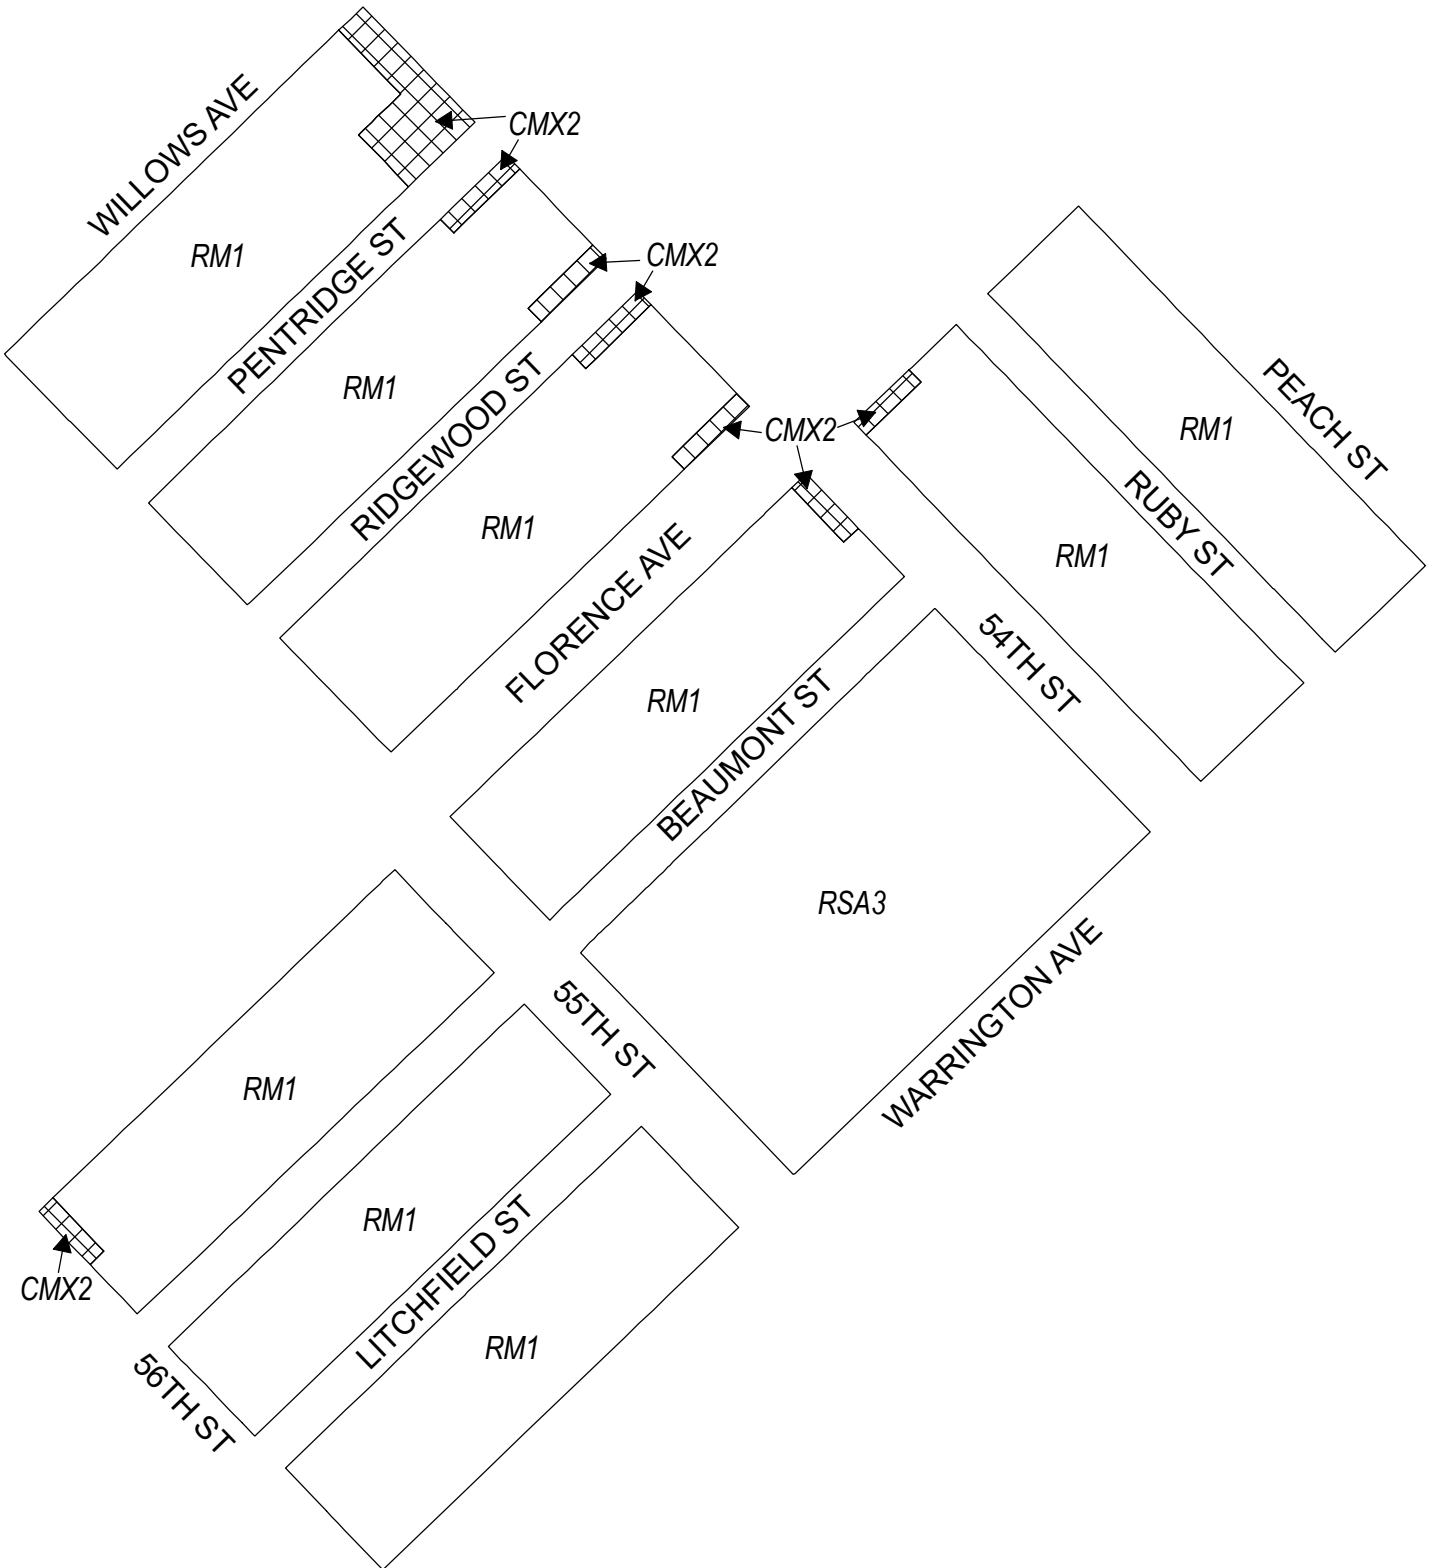 WILLOWS AVE
CMX2
RM1
PENTRIDGE ST
CMX2
RM1
RIDGEWOOD ST
CMX2
RM1
PEACH ST
RM1
RUBY ST
RM1
FLORENCE AVE
RM1
54TH ST
BEAUMONT ST
RSA3
WARRINGTON AVE
55TH ST
RM1
RM1
LITCHFIELD ST
CMX2
RM1
56TH ST